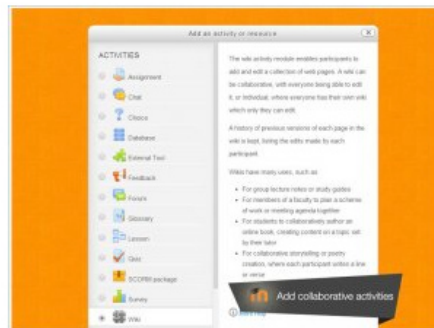 Add an activity or resource
ACTIVITIES
Assignment
Chat
Choice
Database
External Tool
Feedback
Forum
Glossary
Lesson
Quiz
SCORM package
Survey
Wiki
The wiki activity module enables participants to
add and edit a collection of web pages. A wiki can
be collaborative, with everyone being able to edit
it, or individual, where everyone has their own wiki
which only they can edit.
A history of previous versions of each page in the
wiki is kept, listing the edits made by each
participant.
Wikis have many uses, such as
For group lecture notes or study guides
For members of a faculty to plan a scheme
of work or meeting agenda together
For students to collaboratively author an
online book, creating content on a topic set
by their tutor
For collaborative storytelling or poetry
creation, where each participant writes a line
or verse
Add collaborative activities